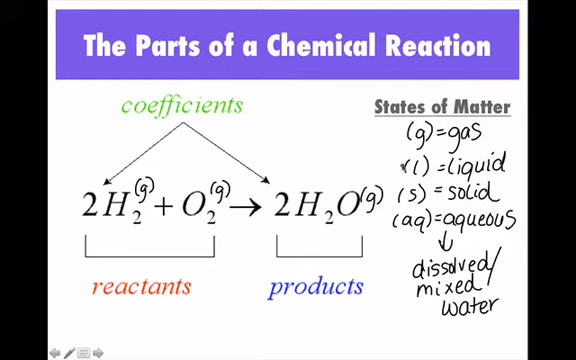 The Parts of a Chemical Reaction
coefficients
2H₂(g) + O₂(g) → 2H₂O(g)
reactants
products
States of Matter
(g)=gas
(l)=liquid
(s)=solid
(aq)=aqueous
↓
dissolved/
mixed
water